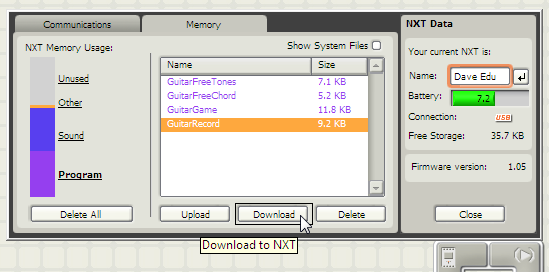 Communications
Memory
NXT Memory Usage:
Unused
Other
Sound
Program
Delete All
Show System Files
Name Size
GuitarFreeTones 7.1 KB
GuitarFreeChord 5.2 KB
GuitarGame 11.8 KB
GuitarRecord 9.2 KB
Upload
Download
Delete
Download to NXT
NXT Data
Your current NXT is:
Name: Dave Edu
Battery: 7.2
Connection: USB
Free Storage: 35.7 KB
Firmware version: 1.05
Close